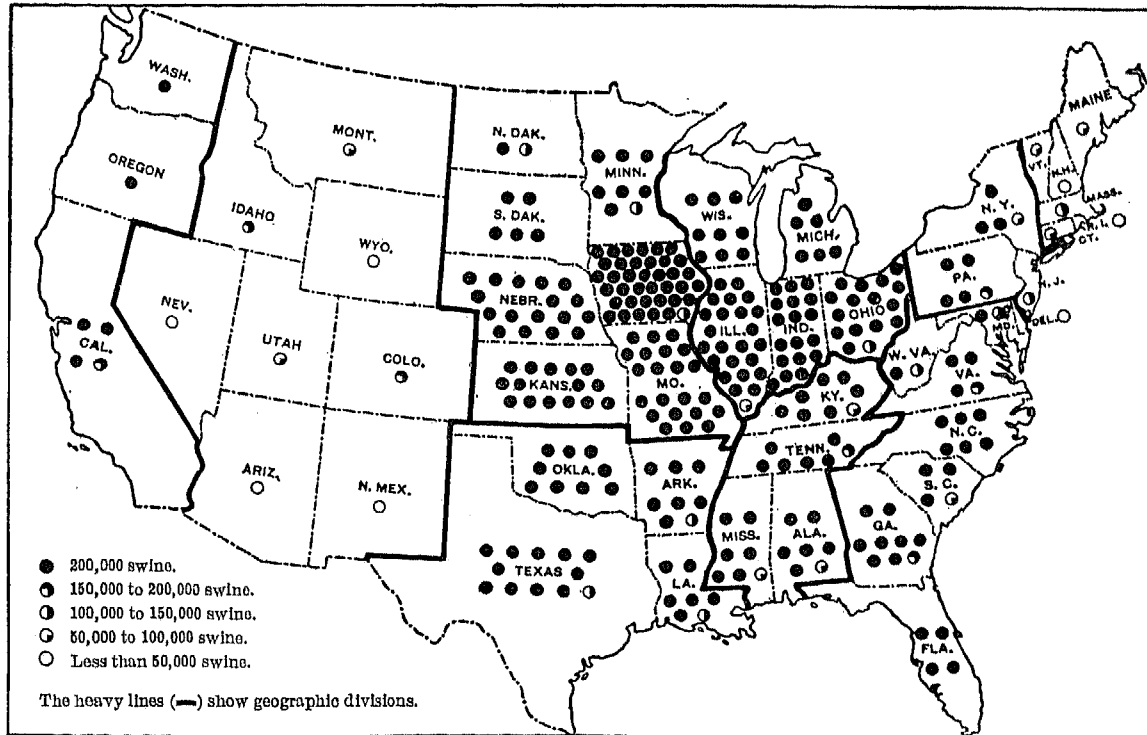 WASH.
OREGON
CAL.
NEV.
IDAHO
MONT.
WYO.
UTAH
COLO.
ARIZ.
N. MEX.
N. DAK.
S. DAK.
NEBR.
KANS.
OKLA.
TEXAS
MINN.
MO.
ARK.
LA.
WIS.
MICH.
ILL.
IND.
OHIO
KY.
TENN.
MISS.
ALA.
GA.
FLA.
S. C.
N. C.
VA.
W. VA.
MD.
DEL.
N. J.
PA.
N. Y.
VT.
N. H.
MAINE
MASS.
R. I.
CT.
200,000 swine.
150,000 to 200,000 swine.
100,000 to 150,000 swine.
50,000 to 100,000 swine.
Less than 50,000 swine.
The heavy lines (━) show geographic divisions.